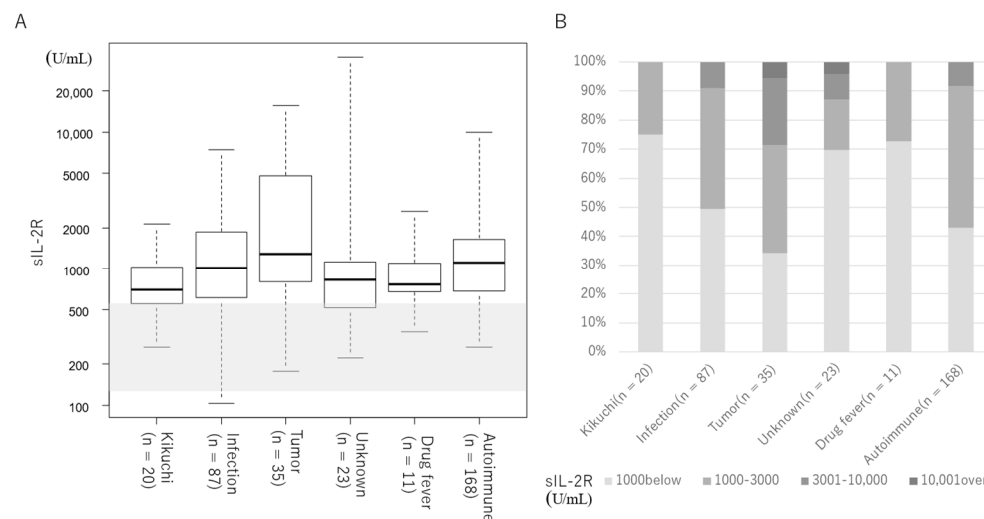 A
(U/mL)
sIL-2R
20,000
10,000
5000
2000
1000
500
200
100
Kikuchi
(n = 20)
Infection
(n = 87)
Tumor
(n = 35)
Unknown
(n = 23)
Drug fever
(n = 11)
Autoimmune
(n = 168)
B
100%
90%
80%
70%
60%
50%
40%
30%
20%
10%
0%
Kikuchi(n = 20)
Infection(n = 87)
Tumor(n = 35)
Unknown(n = 23)
Drug fever(n = 11)
Autoimmune(n = 168)
sIL-2R 1000below 1000-3000 3001-10,000 10,001over
(U/mL)